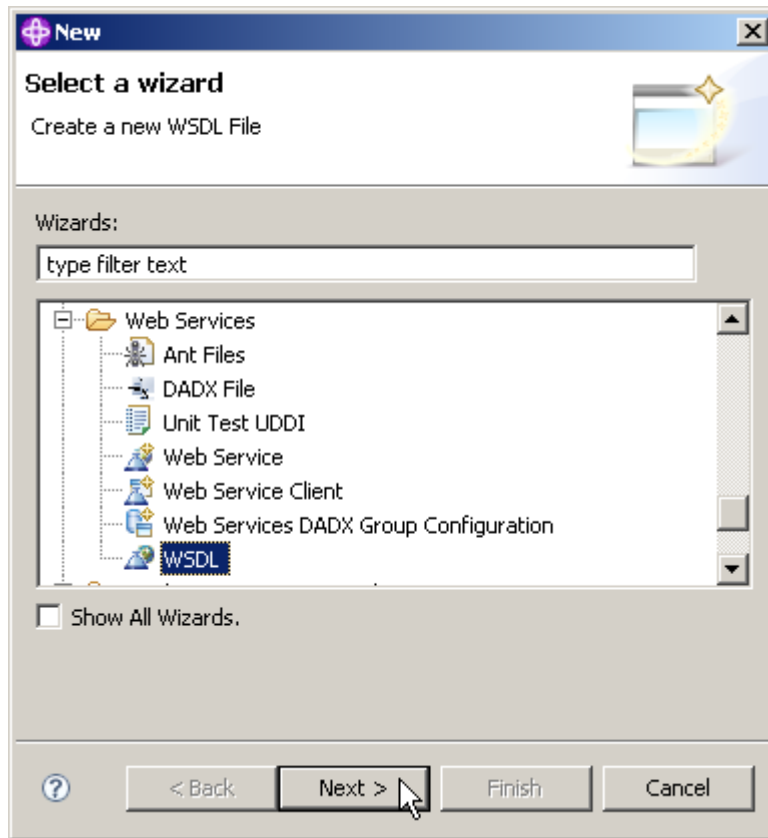 New
Select a wizard
Create a new WSDL File
Wizards:
type filter text
Web Services
Ant Files
DADX File
Unit Test UDDI
Web Service
Web Service Client
Web Services DADX Group Configuration
WSDL
Show All Wizards.
< Back Next > Finish Cancel